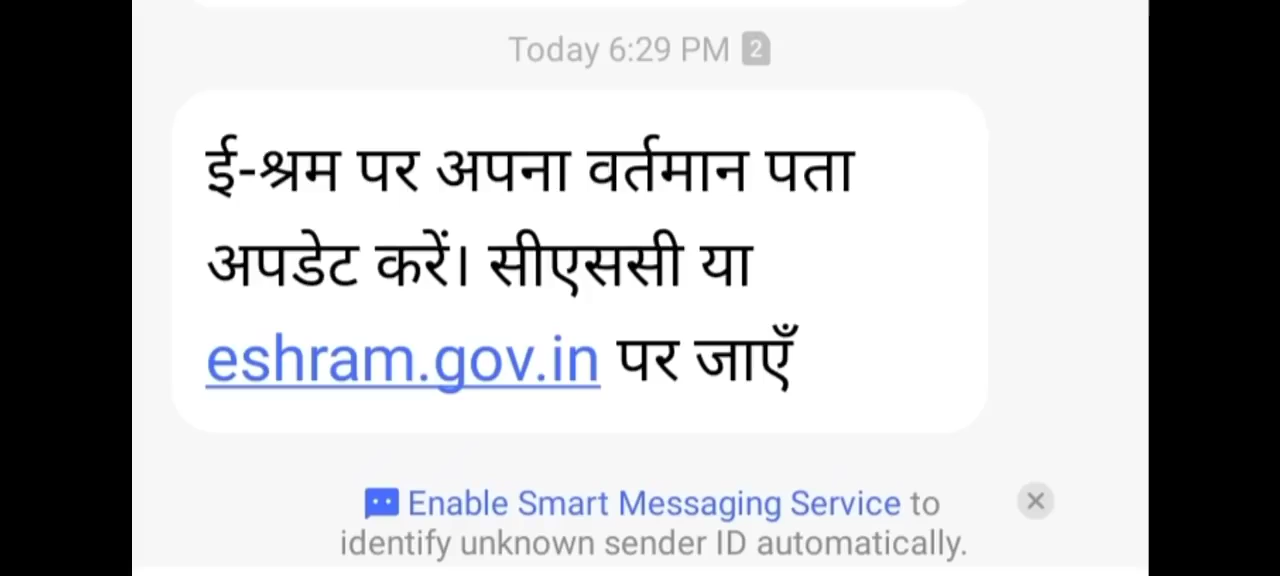 Today 6:29 PM 2
ई-श्रम पर अपना वर्तमान पता
अपडेट करें। सीएससी या
eshram.gov.in पर जाएँ
Enable Smart Messaging Service to
identify unknown sender ID automatically.